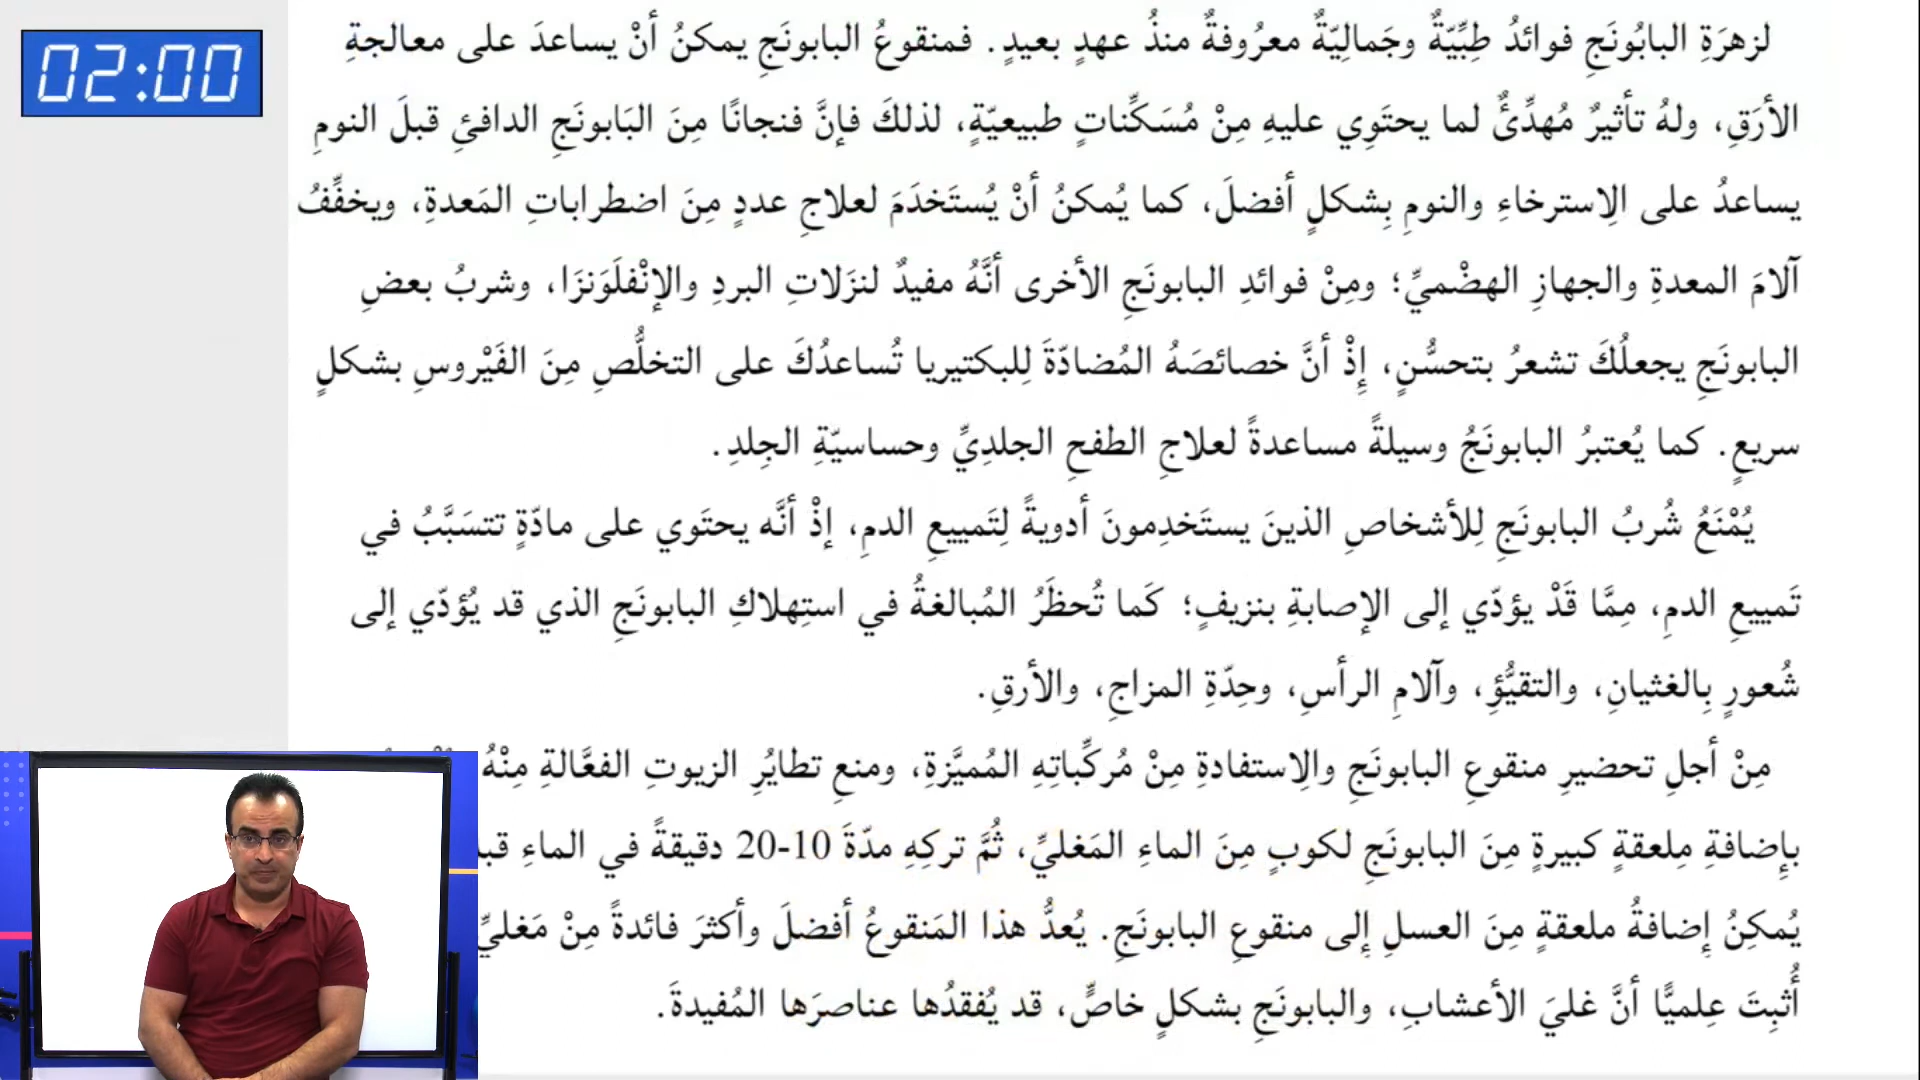 02:00
لزهرَةِ البابُونَجِ فوائدُ طِبِّيّةٌ وجَمالِيّةٌ معرُوفةٌ منذُ عهدٍ بعيدٍ. فمنقوعُ البابونَجِ يمكنُ أنْ يساعدَ على معالجةِ
الأرَقِ، ولهُ تأثيرٌ مُهدِّئٌ لما يحتَوِي عليهِ مِنْ مُسَكِّناتٍ طبيعيّةٍ، لذلكَ فإنَّ فنجانًا مِنَ البَابونَجِ الدافئِ قبلَ النومِ
يساعدُ على الِاسترخاءِ والنومِ بِشكلٍ أفضلَ، كما يُمكنُ أنْ يُستَخدَمَ لعلاجِ عددٍ مِنَ اضطراباتِ المَعدةِ، ويخفِّفُ
آلامَ المعدةِ والجهازِ الهضْميِّ؛ ومِنْ فوائدِ البابونَجِ الأخرى أنَّهُ مفيدٌ لنزَلاتِ البردِ والإنْفلَوَنزَا، وشربُ بعضِ
البابونَجِ يجعلُكَ تشعرُ بتحسُّنٍ، إِذْ أنَّ خصائصَهُ المُضادّةَ لِلبكتيريا تُساعدُكَ على التخلُّصِ مِنَ الفَيْروسِ بشكلٍ
سريعٍ. كما يُعتبرُ البابونَجُ وسيلةً مساعدةً لعلاجِ الطفحِ الجلدِيِّ وحساسيّةِ الجِلدِ.
يُمْنَعُ شُربُ البابونَجِ لِلأشخاصِ الذينَ يستَخدِمونَ أدويةً لِتَمييعِ الدمِ، إذْ أنَّه يحتَوي على مادّةٍ تتسَبَّبُ في
تَمييعِ الدمِ، مِمَّا قَدْ يؤدّي إلى الإصابةِ بنزيفٍ؛ كَما تُحظَرُ المُبالغةُ في استِهلاكِ البابونَجِ الذي قد يُؤدّي إلى
شُعورٍ بِالغثيانِ، والتقيُّؤِ، وآلامِ الرأسِ، وحِدّةِ المزاجِ، والأرقِ.
مِنْ أجلِ تحضيرِ منقوعِ البابونَجِ والِاستفادةِ مِنْ مُركِّباتِهِ المُميَّزةِ، ومنعِ تطايُرِ الزيوتِ الفعَّالةِ مِنْهُ
بإِضافةِ مِلعقةٍ كبيرةٍ مِنَ البابونَجِ لكوبٍ مِنَ الماءِ المَغليِّ، ثُمَّ تركِهِ مدّةَ 10-20 دقيقةً في الماءِ
يُمكِنُ إضافةُ ملعقةٍ مِنَ العسلِ إلى منقوعِ البابونَجِ. يُعدُّ هذا المَنقوعُ أفضلَ وأكثرَ فائدةً مِنْ مَغليِّ
أُثبِتَ عِلميًّا أنَّ غليَ الأعشابِ، والبابونَجِ بشكلٍ خاصٍّ، قد يُفقدُها عناصرَها المُفيدةَ.